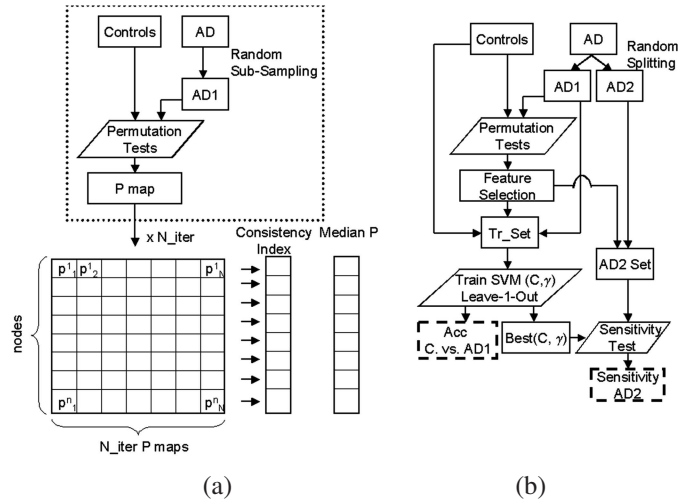 Controls
AD
Random
Sub-Sampling
AD1
Permutation
Tests
P map
x N_iter
Consistency
Index
Median P
p¹₁
p¹₂
p¹N
nodes
pⁿ₁
pⁿN
N_iter P maps
(a)
Controls
AD
Random
Splitting
AD1
AD2
Permutation
Tests
Feature
Selection
Tr_Set
AD2 Set
Train SVM (C,γ)
Leave-1-Out
Acc
C. vs. AD1
Best(C, γ)
Sensitivity
Test
Sensitivity
AD2
(b)